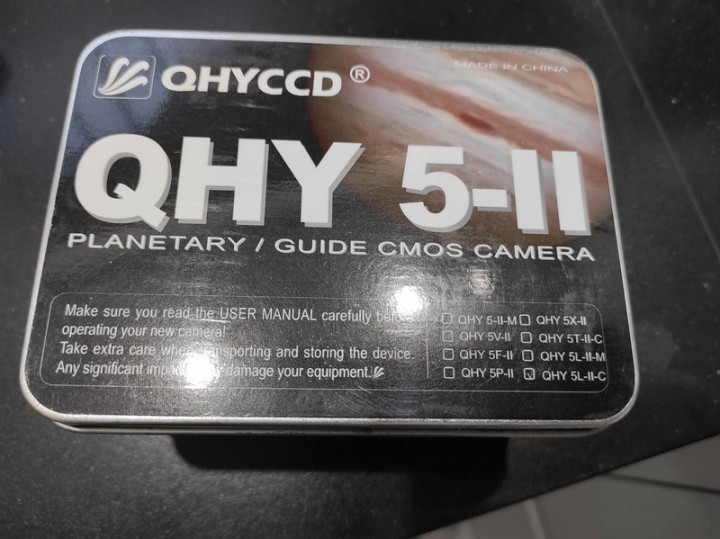 QHYCCD®
MADE IN CHINA
QHY 5-II
PLANETARY / GUIDE CMOS CAMERA
Make sure you read the USER MANUAL carefully before
operating your new camera!
Take extra care when transporting and storing the device.
Any significant damage your equipment.
QHY 5-II-M QHY 5X-II
QHY 5V-II QHY 5T-II-C
QHY 5F-II QHY 5L-II-M
QHY 5P-II QHY 5L-II-C